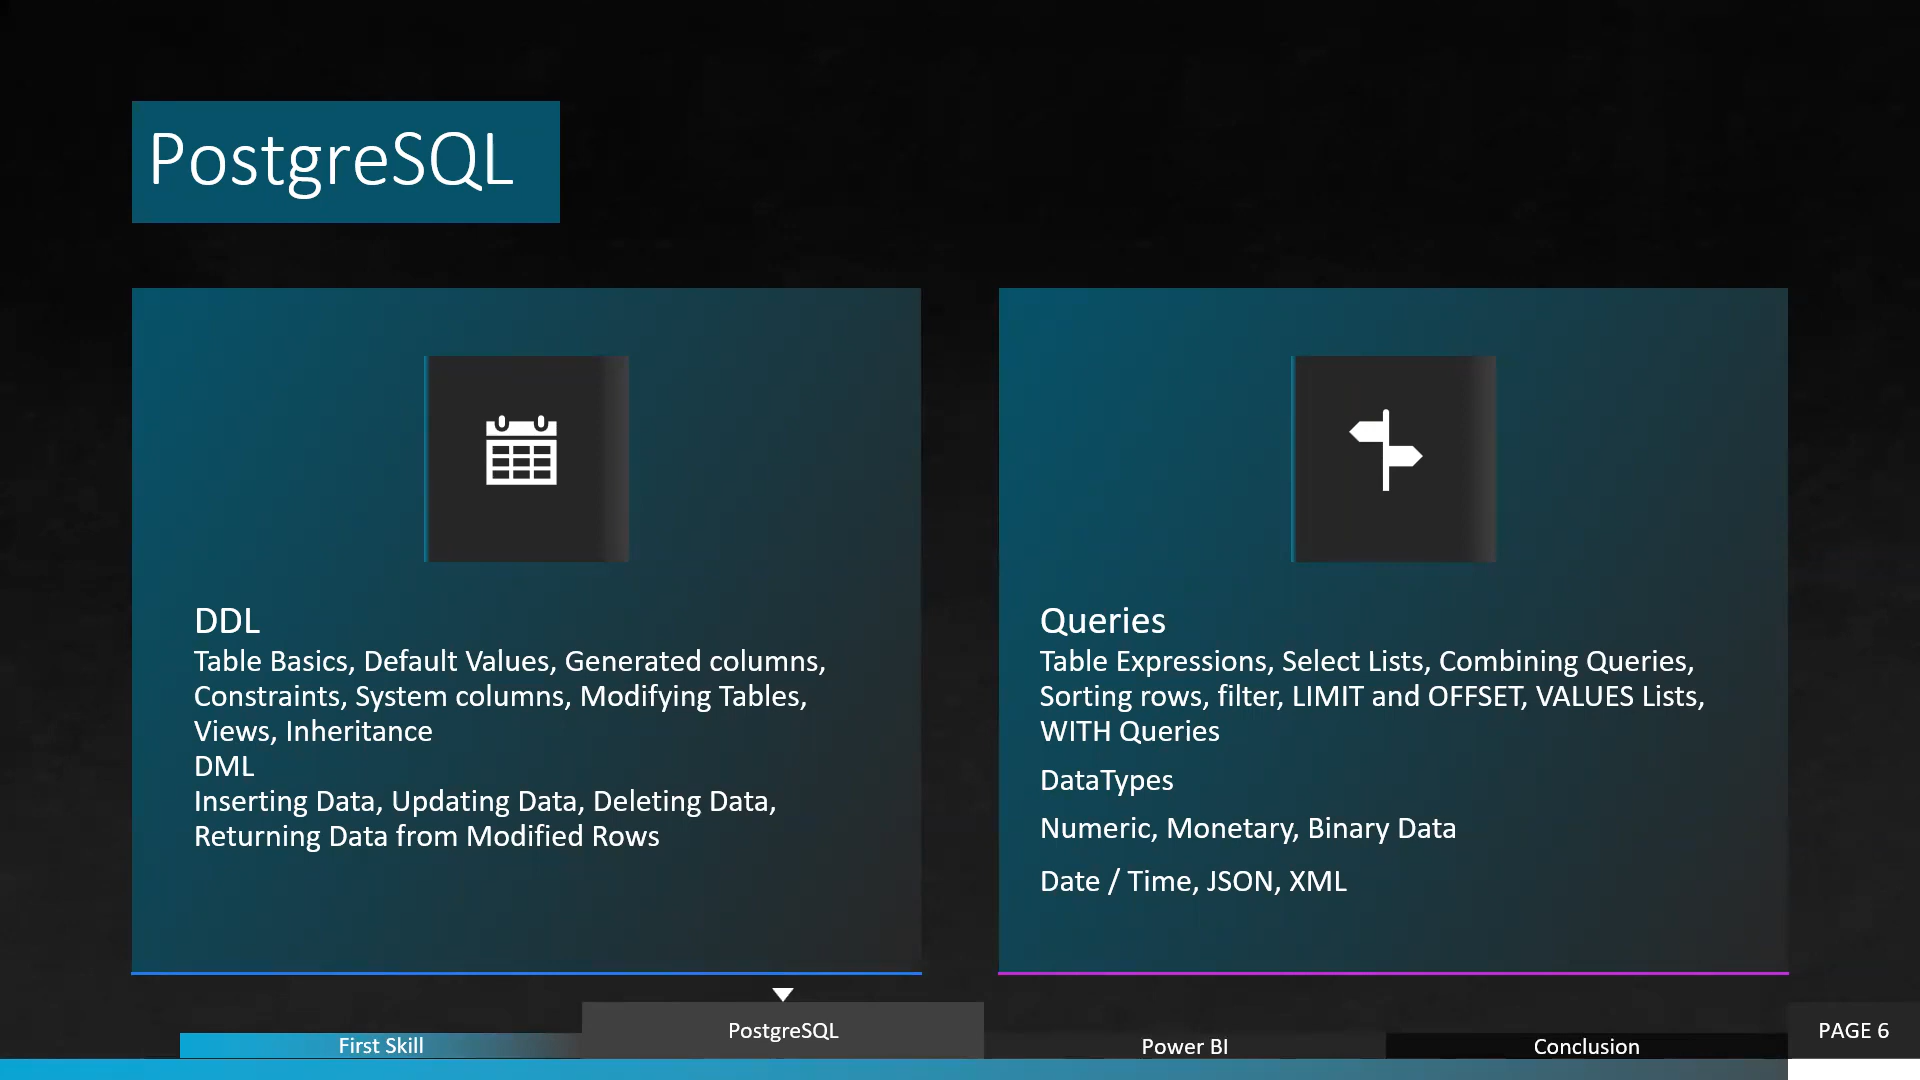 PostgreSQL
DDL
Table Basics, Default Values, Generated columns,
Constraints, System columns, Modifying Tables,
Views, Inheritance
DML
Inserting Data, Updating Data, Deleting Data,
Returning Data from Modified Rows
Queries
Table Expressions, Select Lists, Combining Queries,
Sorting rows, filter, LIMIT and OFFSET, VALUES Lists,
WITH Queries
DataTypes
Numeric, Monetary, Binary Data
Date / Time, JSON, XML
First Skill
PostgreSQL
Power BI
Conclusion
PAGE 6